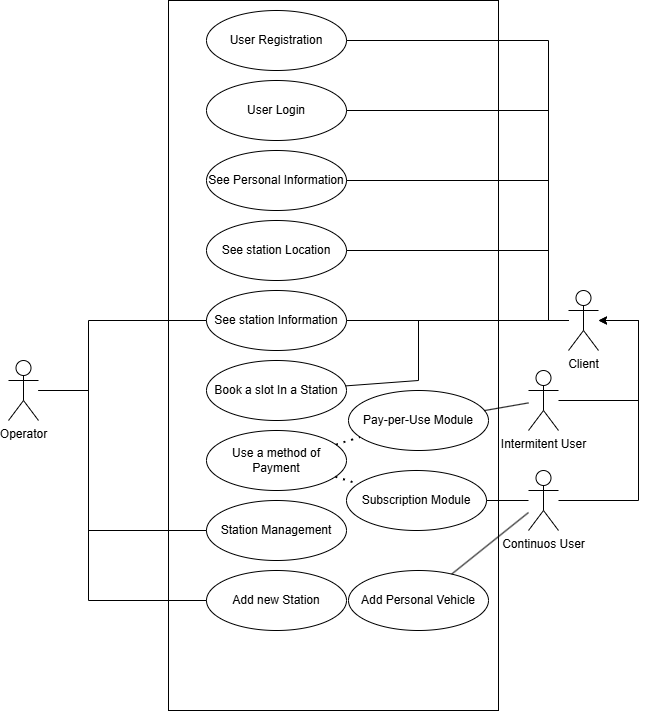 User Registration
User Login
See Personal Information
See station Location
See station Information
Client
Book a slot In a Station
Operator
Pay-per-Use Module
Intermitent User
Use a method of
Payment
Subscription Module
Station Management
Continuos User
Add new Station
Add Personal Vehicle